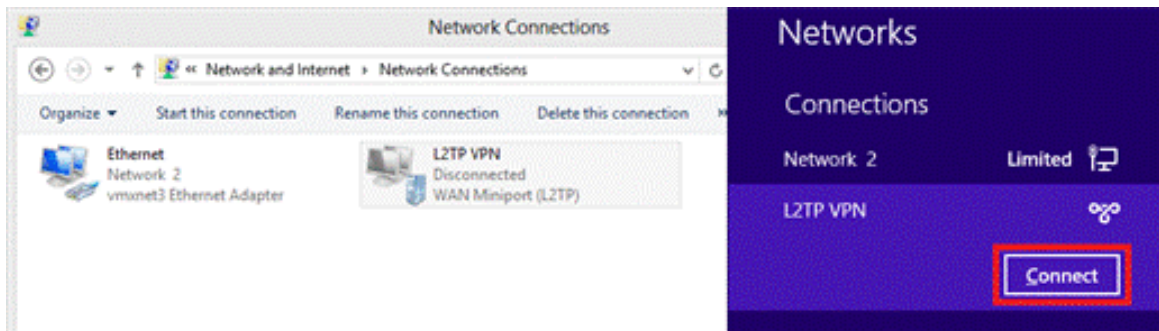 Network Connections
« Network and Internet › Network Connections
Organize Start this connection Rename this connection Delete this connection »
Ethernet
Network 2
vmxnet3 Ethernet Adapter
L2TP VPN
Disconnected
WAN Miniport (L2TP)
Networks
Connections
Network 2 Limited
L2TP VPN
Connect